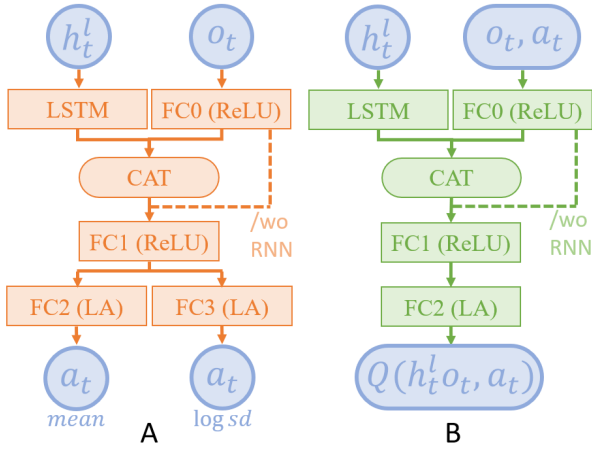 h_t^l
o_t
LSTM
FC0 (ReLU)
CAT
/wo
RNN
FC1 (ReLU)
FC2 (LA)
FC3 (LA)
a_t
mean
a_t
log sd
A
h_t^l
o_t, a_t
LSTM
FC0 (ReLU)
CAT
/wo
RNN
FC1 (ReLU)
FC2 (LA)
Q(h_t^l o_t, a_t)
B